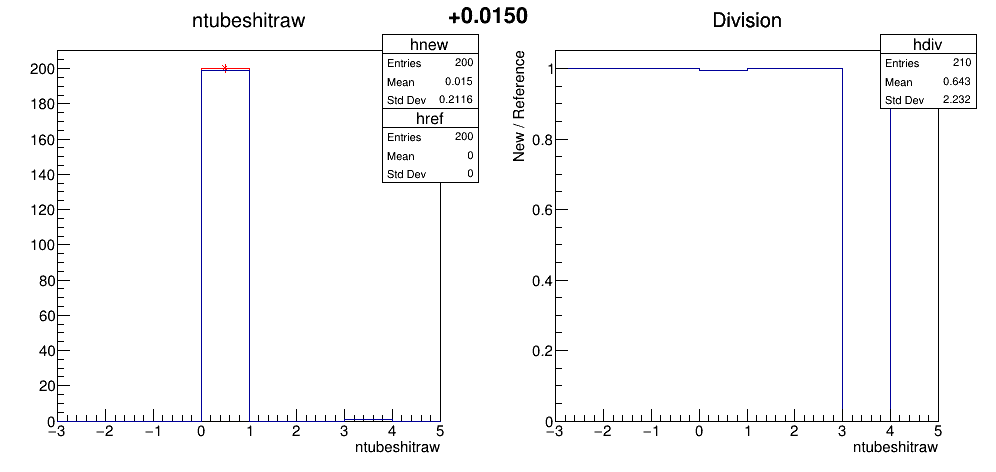 +0.0150
ntubeshitraw
hnew
Entries 200
Mean 0.015
Std Dev 0.2116
href
Entries 200
Mean 0
Std Dev 0
200
180
160
140
120
100
80
60
40
20
0
−3 −2 −1 0 1 2 3 4 5
ntubeshitraw
Division
hdiv
Entries 210
Mean 0.643
Std Dev 2.232
New / Reference
1
0.8
0.6
0.4
0.2
0
−3 −2 −1 0 1 2 3 4 5
ntubeshitraw